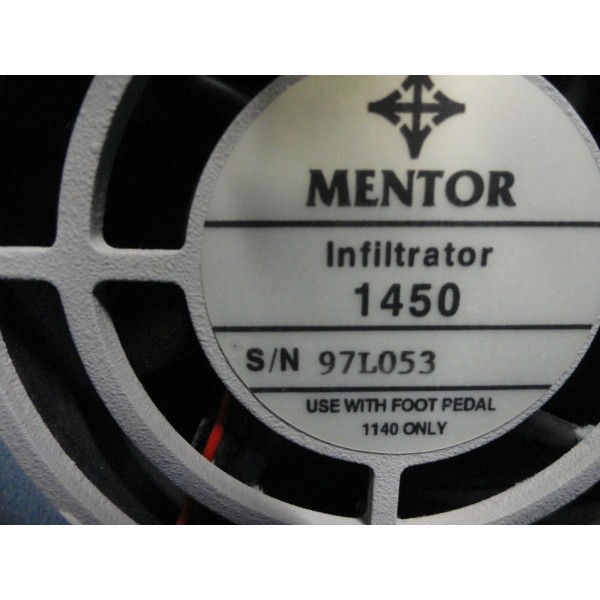 MENTOR
Infiltrator
1450
S/N 97L053
USE WITH FOOT PEDAL
1140 ONLY